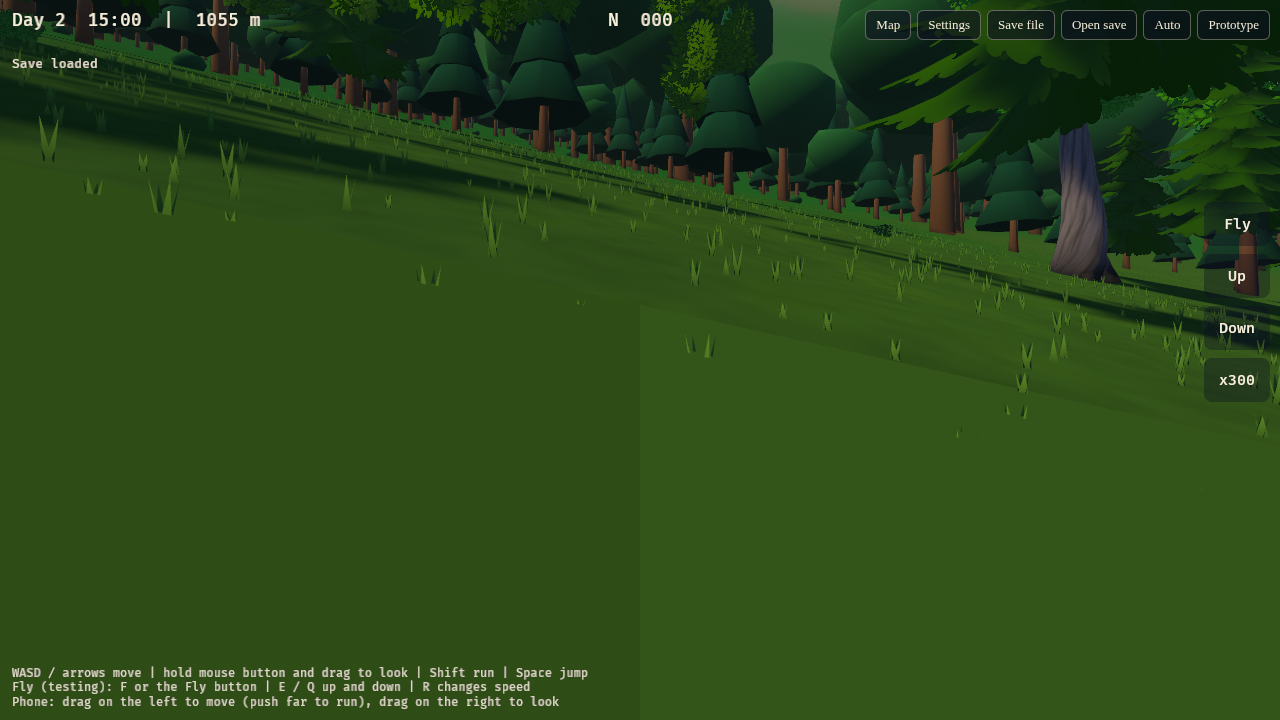 Day 2  15:00  |  1055 m
N  000
Map
Settings
Save file
Open save
Auto
Prototype
Save loaded
Fly
Up
Down
x300
WASD / arrows move | hold mouse button and drag to look | Shift run | Space jump
Fly (testing): F or the Fly button | E / Q up and down | R changes speed
Phone: drag on the left to move (push far to run), drag on the right to look